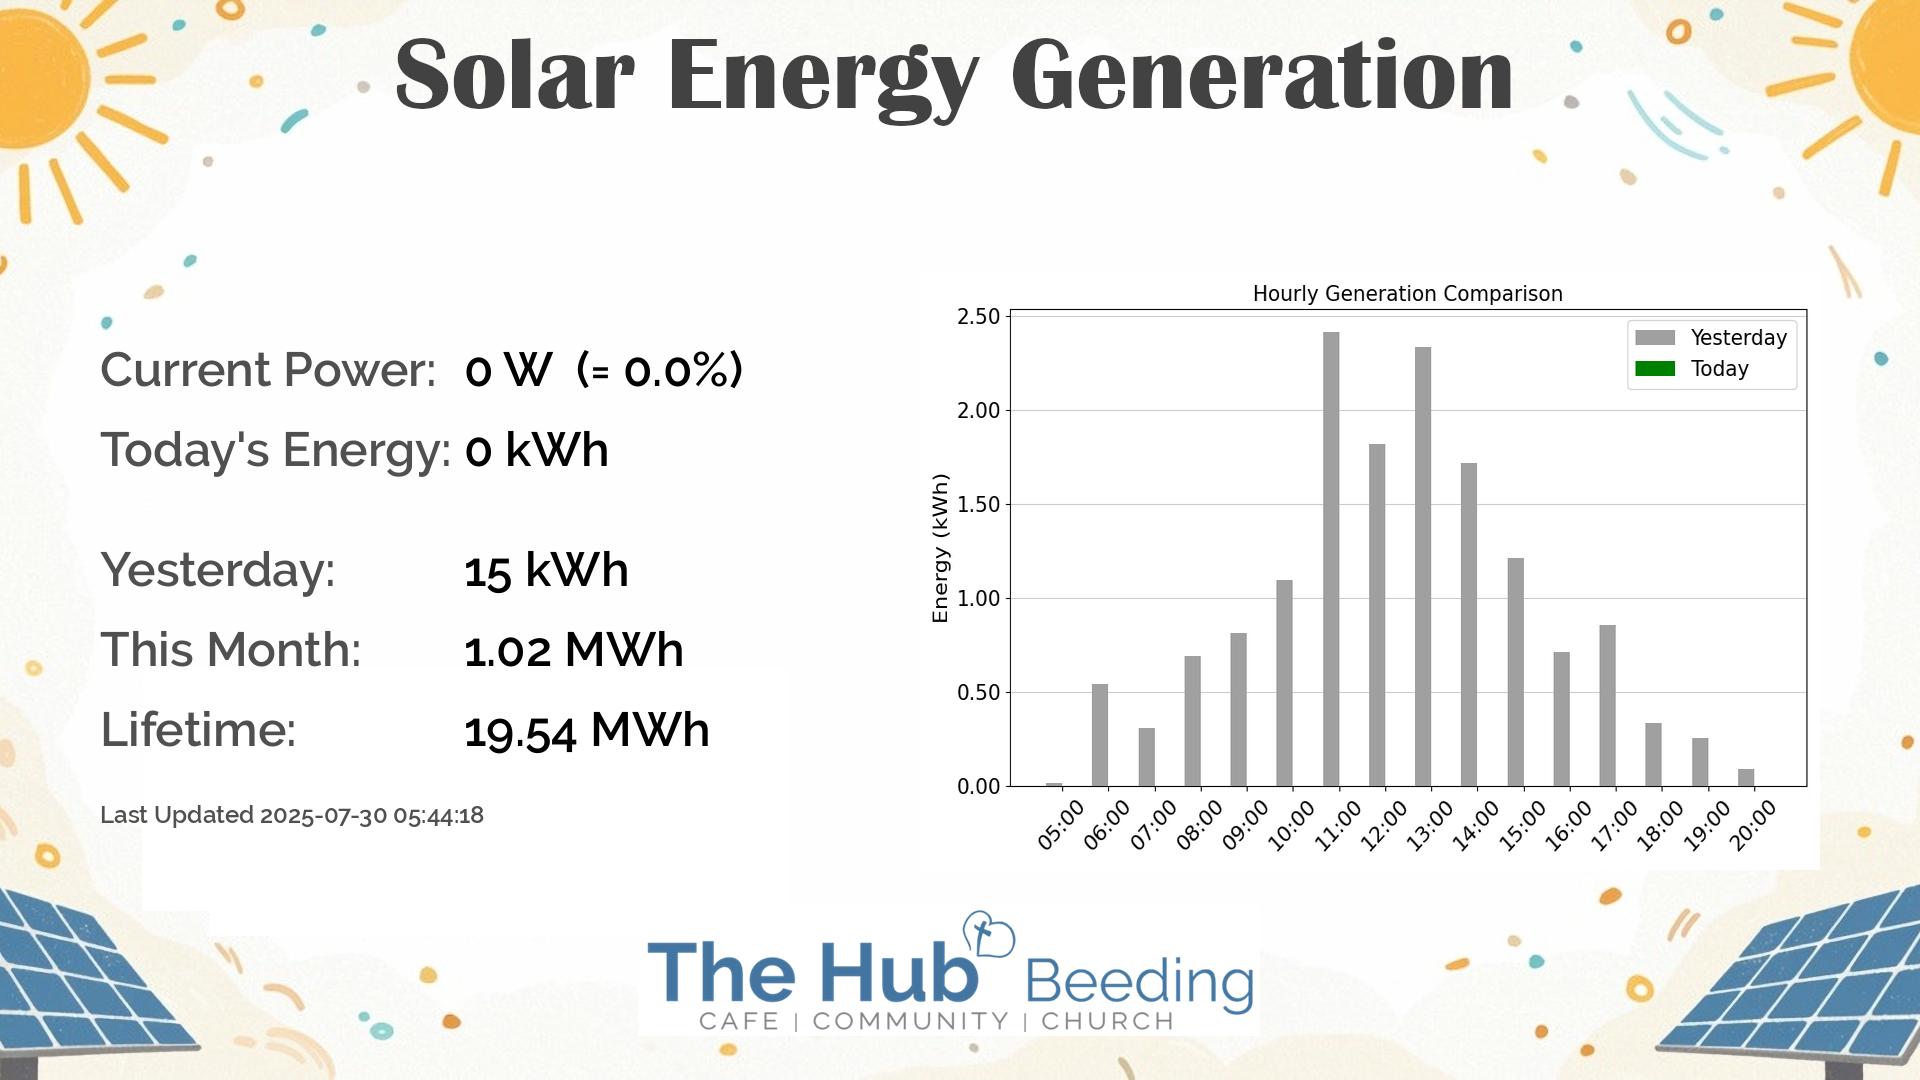 Solar Energy Generation
Current Power: 0 W (= 0.0%)
Today's Energy: 0 kWh
Yesterday: 15 kWh
This Month: 1.02 MWh
Lifetime: 19.54 MWh
Last Updated 2025-07-30 05:44:18
Hourly Generation Comparison
Yesterday
Today
Energy (kWh)
2.50
2.00
1.50
1.00
0.50
0.00
05:00 06:00 07:00 08:00 09:00 10:00 11:00 12:00 13:00 14:00 15:00 16:00 17:00 18:00 19:00 20:00
The Hub Beeding
CAFE | COMMUNITY | CHURCH